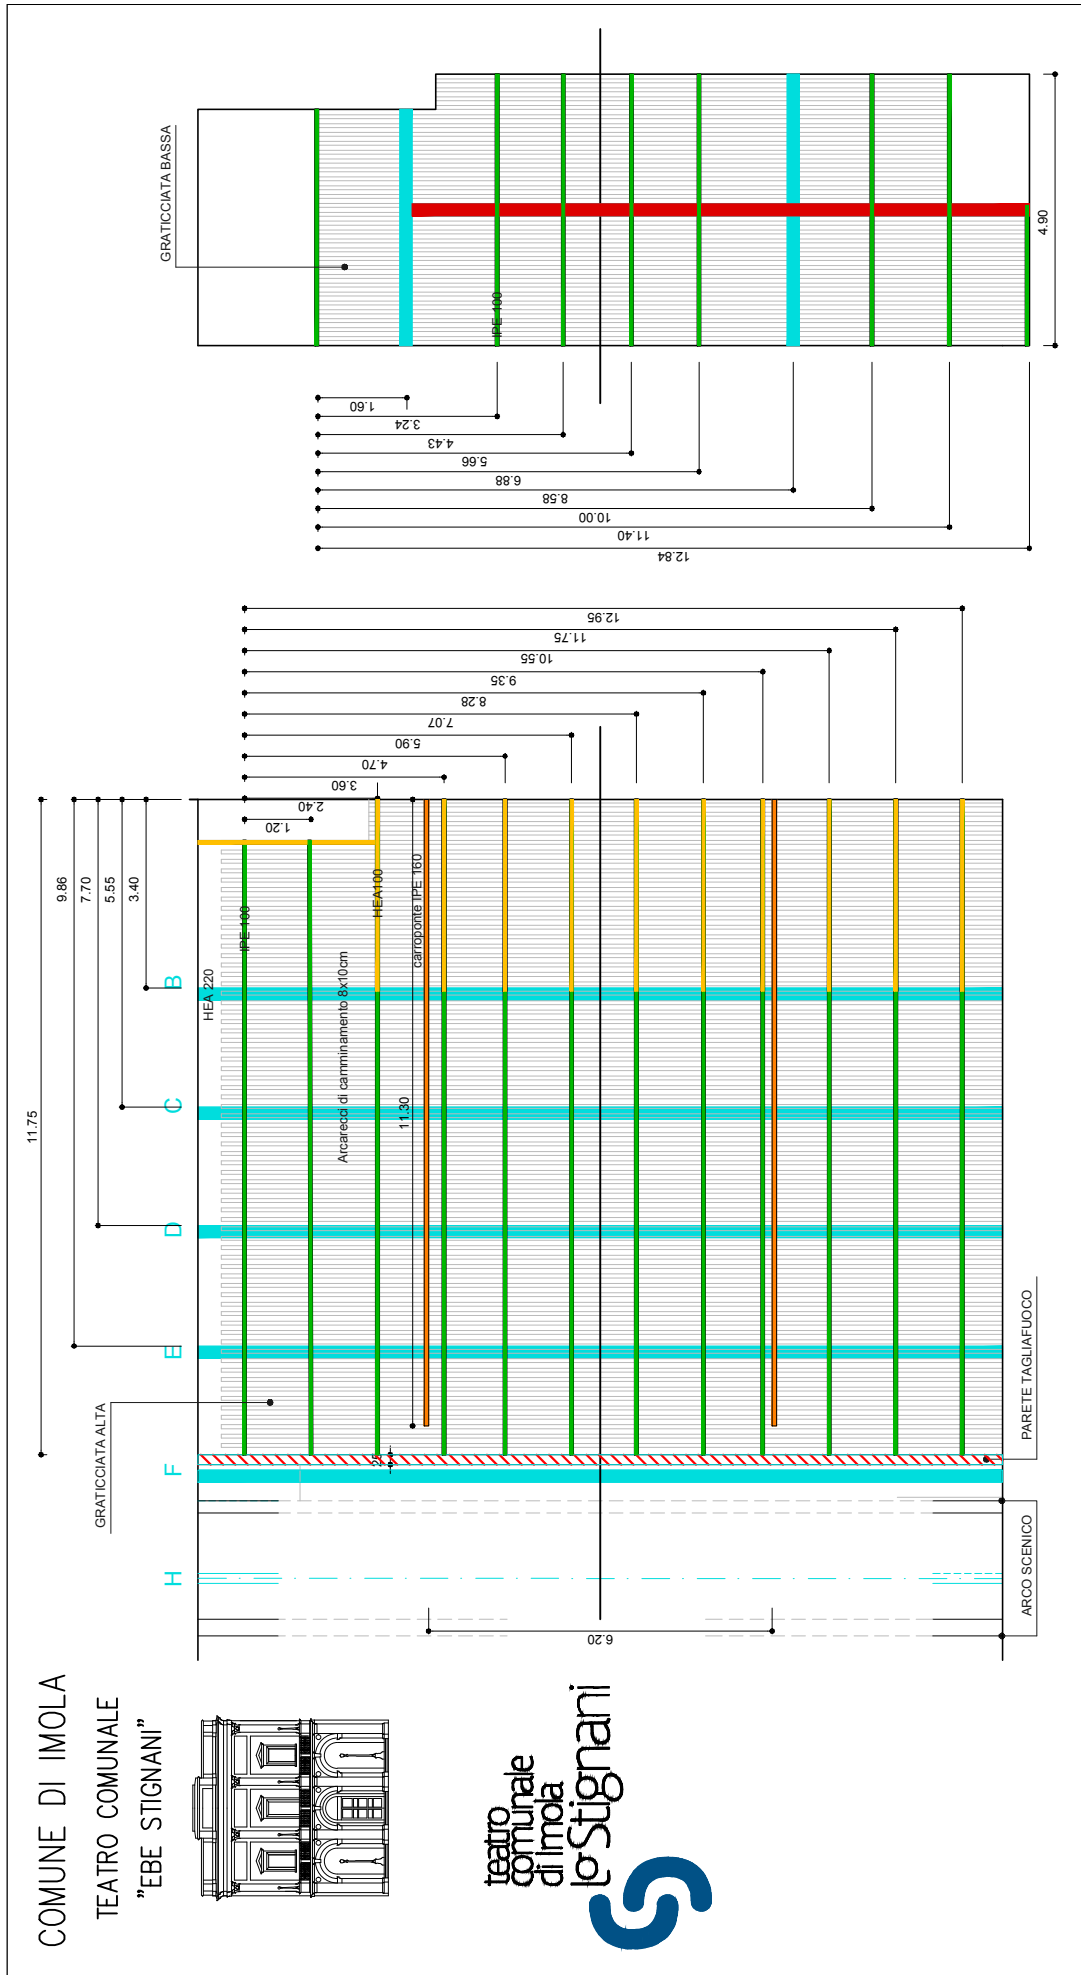 COMUNE DI IMOLA
TEATRO COMUNALE
"EBE STIGNANI"
teatro
comunale
di Imola
lo Stignani
GRATICCIATA BASSA
IPE 100
4.90
1.60
3.24
4.43
5.66
6.88
8.58
10.00
11.40
12.84
12.95
11.75
10.55
9.35
8.28
7.07
5.90
4.70
3.60
2.40
1.20
11.75
9.86
7.70
5.55
3.40
B
C
D
E
F
H
HEA 220
IPE 100
HEA100
carroponte IPE 160
Arcarecci di camminamento 8x10cm
11.30
25
GRATICCIATA ALTA
PARETE TAGLIAFUOCO
ARCO SCENICO
6.20